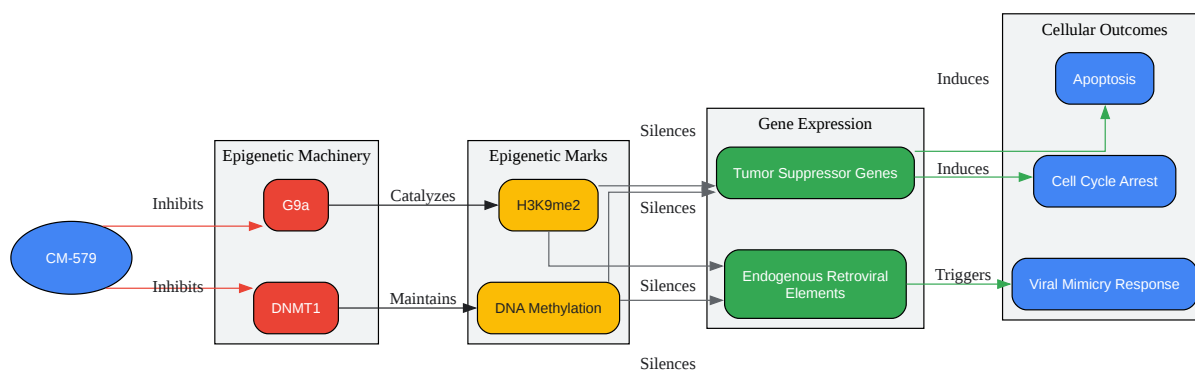 Cellular Outcomes
Apoptosis
Induces
Gene Expression
Silences
Epigenetic Machinery
Epigenetic Marks
Tumor Suppressor Genes
Induces
Cell Cycle Arrest
Catalyzes
Inhibits
G9a
H3K9me2
Silences
CM-579
Endogenous Retroviral
Elements
Triggers
Viral Mimicry Response
Inhibits
Silences
Maintains
DNMT1
DNA Methylation
Silences